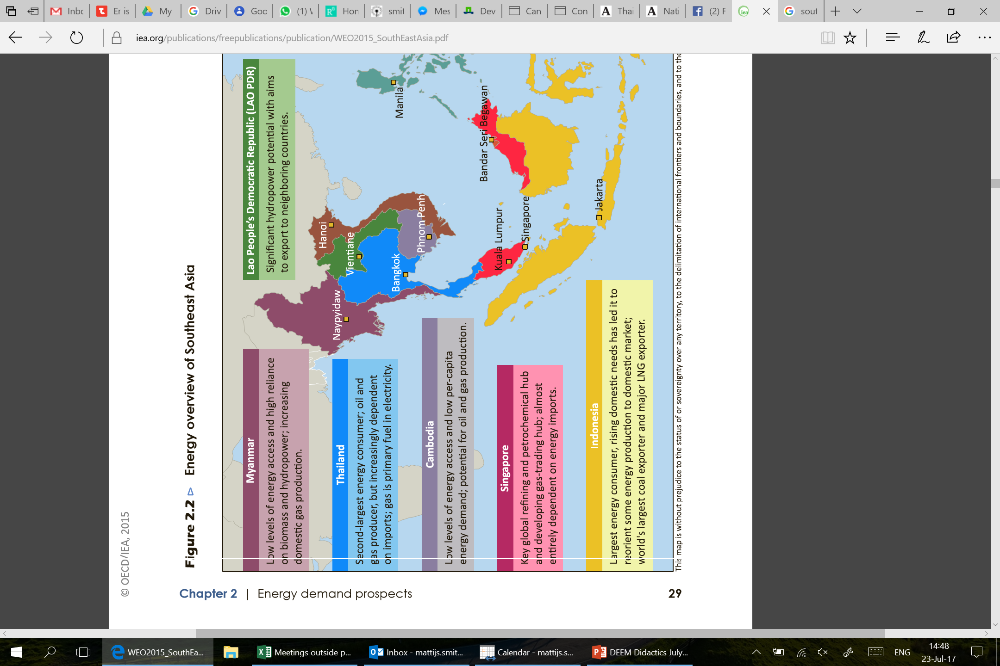 Inbc
Er is
My
Driv
Goc
(1) \
Hon
smit
Mes
Dev
Can
Con
Thai
Nati
(2) F
iea
sout
iea.org/publications/freepublications/publication/WEO2015_SouthEastAsia.pdf
© OECD/IEA, 2015
Figure 2.2 ▷ Energy overview of Southeast Asia
Myanmar
Low levels of energy access and high reliance
on biomass and hydropower; increasing
domestic gas production.
Lao People's Democratic Republic (LAO PDR)
Significant hydropower potential with aims
to export to neighboring countries.
Thailand
Second-largest energy consumer; oil and
gas producer, but increasingly dependent
on imports; gas is primary fuel in electricity.
Cambodia
Low levels of energy access and low per-capita
energy demand; potential for oil and gas production.
Singapore
Key global refining and petrochemical hub
and developing gas-trading hub; almost
entirely dependent on energy imports.
Indonesia
Largest energy consumer, rising domestic needs has led it to
reorient some energy production to domestic market;
world's largest coal exporter and major LNG exporter.
Hanoi
Naypyidaw
Vientiane
Bangkok
Manila
Phnom Penh
Bandar Seri Begawan
Kuala Lumpur
Singapore
Jakarta
This map is without prejudice to the status of or sovereignty over any territory, to the delimitation of international frontiers and boundaries, and to the
Chapter 2 | Energy demand prospects
29
WEO2015_SouthEa...
Meetings outside p...
Inbox - mattijs.smit...
Calendar - mattijs.s...
DEEM Didactics July...
ENG
14:48
23-Jul-17